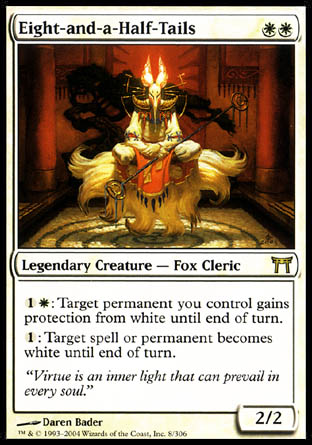 Eight-and-a-Half-Tails
Legendary Creature — Fox Cleric
1 : Target permanent you control gains
protection from white until end of turn.
1 : Target spell or permanent becomes
white until end of turn.
“Virtue is an inner light that can prevail in
every soul.”
Daren Bader
™ & © 1993–2004 Wizards of the Coast, Inc. 8/306
2/2